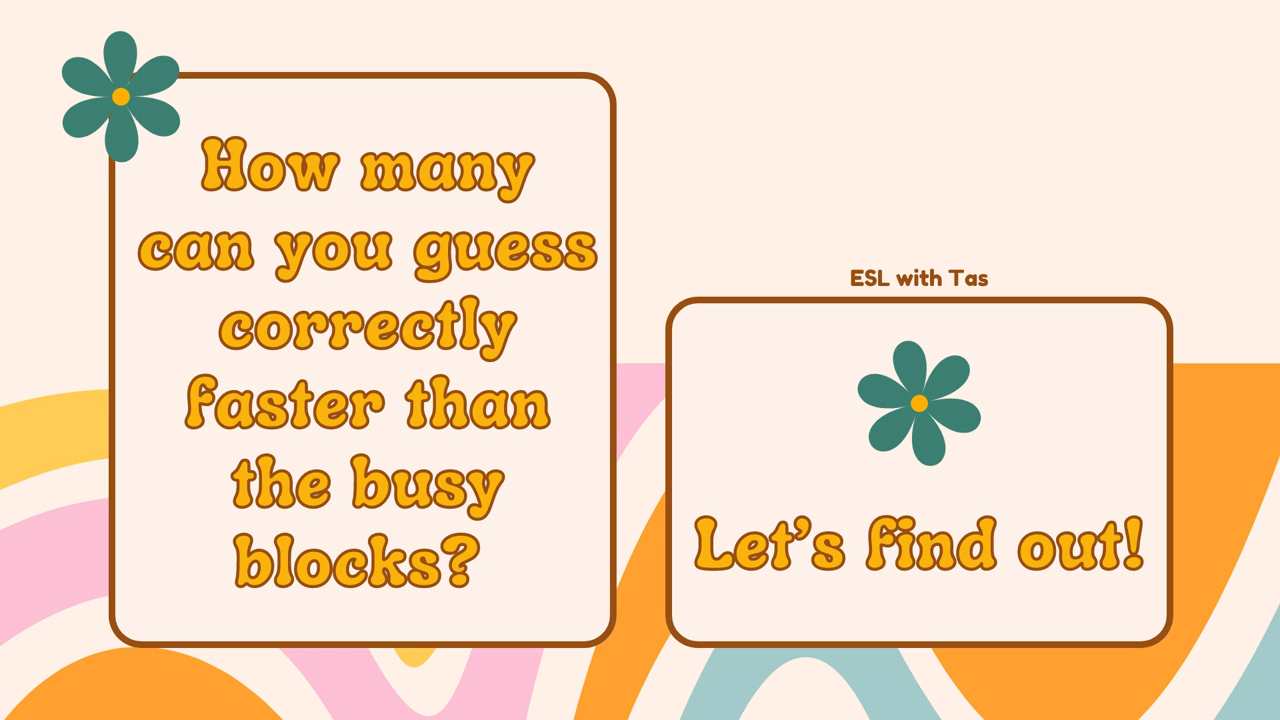 How many
can you guess
correctly
faster than
the busy
blocks?
ESL with Tas
Let's find out!